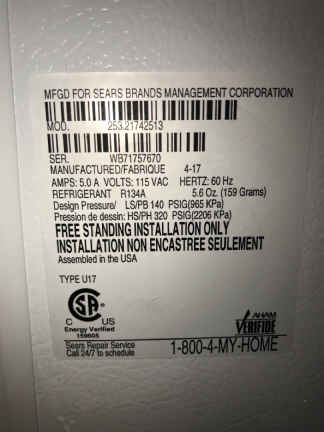 MFGD FOR SEARS BRANDS MANAGEMENT CORPORATION
MOD. 253.21742513
SER. WB71757670
MANUFACTURED/FABRIQUE 4-17
AMPS: 5.0 A VOLTS: 115 VAC HERTZ: 60 Hz
REFRIGERANT R134A 5.6 Oz. (159 Grams)
Design Pressure/ LS/PB 140 PSIG(965 KPa)
Pression de dessin: HS/PH 320 PSIG(2206 KPa)
FREE STANDING INSTALLATION ONLY
INSTALLATION NON ENCASTREE SEULEMENT
Assembled in the USA
TYPE U17
CSA
C US
Energy Verified
159605
AHAM
VERIFIDE
Sears Repair Service
Call 24/7 to schedule
1-800-4-MY-HOME